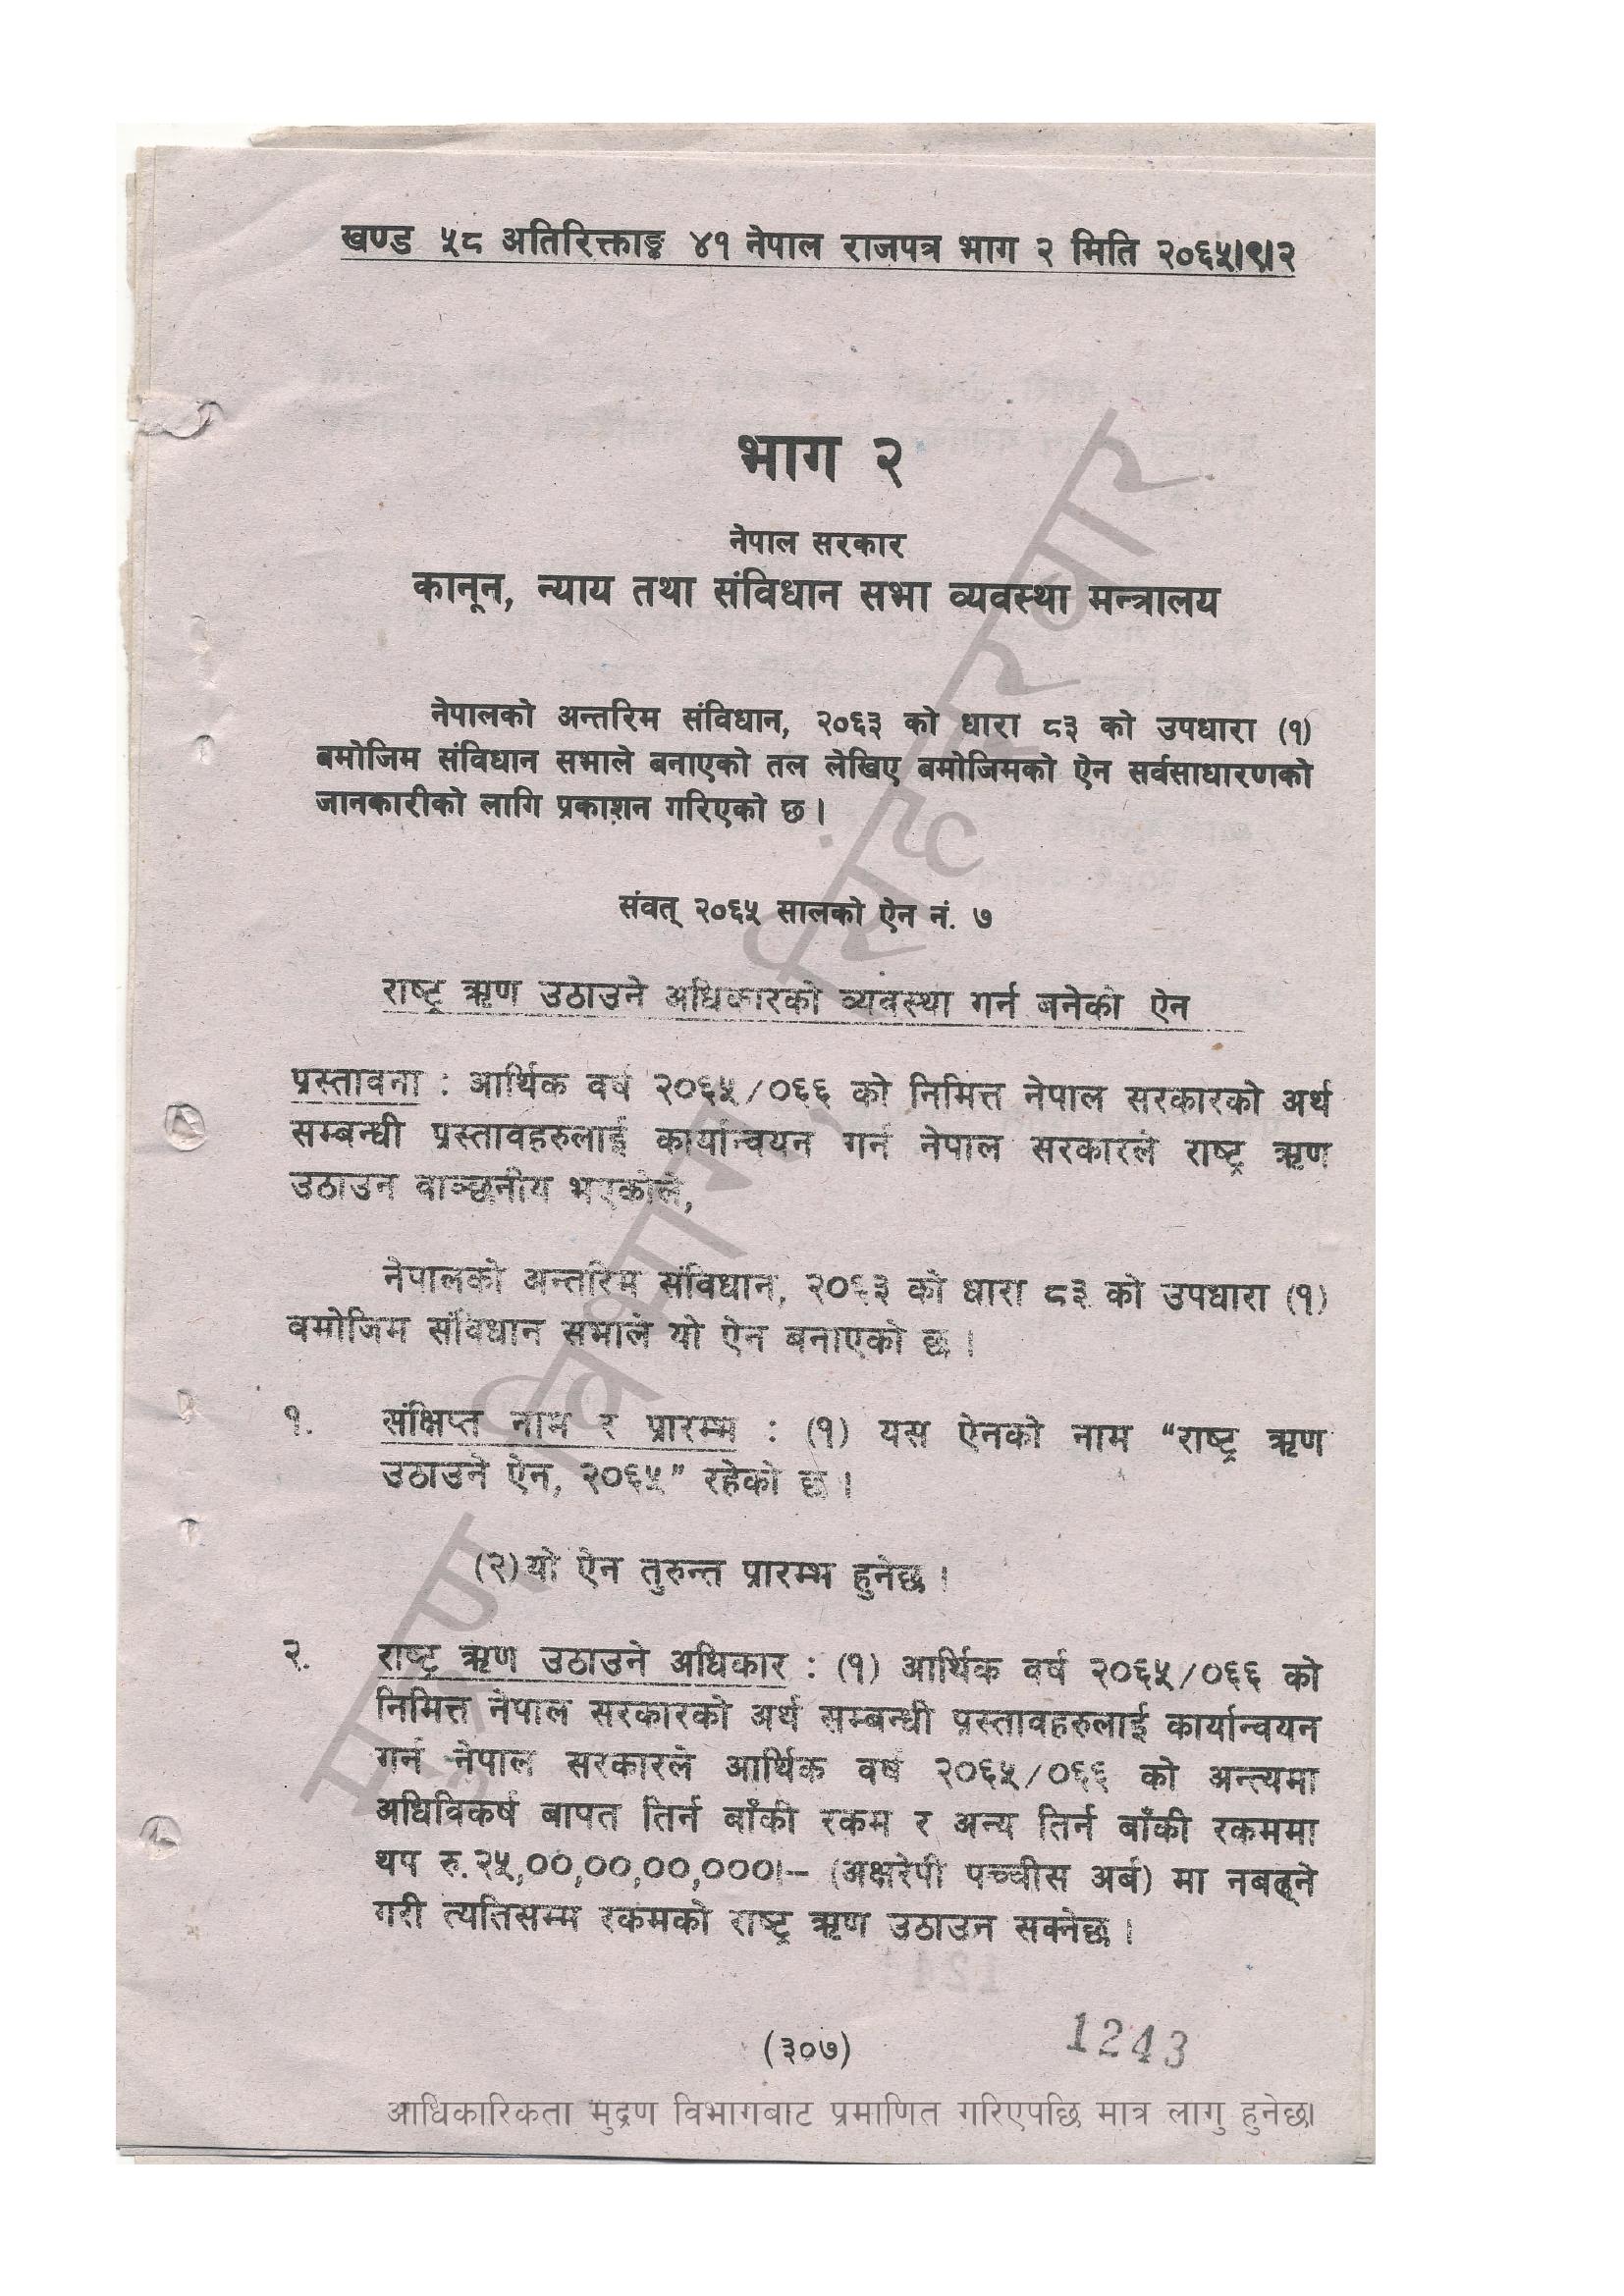 खण्ड ५८ अतिरिक्ताङ्क ४१ नेपाल राजपत्र भाग २ मिति २०६५।९।२
भाग २
नेपाल सरकार
कानून, न्याय तथा संविधान सभा व्यवस्था मन्त्रालय
नेपालको अन्तरिम संविधान, २०६३ को धारा ८३ को उपधारा (१)
बमोजिम संविधान सभाले बनाएको तल लेखिए बमोजिमको ऐन सर्वसाधारणको
जानकारीको लागि प्रकाशन गरिएको छ ।
संवत् २०६५ सालको ऐन नं. ७
राष्ट्र ऋण उठाउने अधिकारको व्यवस्था गर्न बनेको ऐन
प्रस्तावना : आर्थिक वर्ष २०६५/०६६ को निमित्त नेपाल सरकारको अर्थ
सम्बन्धी प्रस्तावहरुलाई कार्यान्वयन गर्न नेपाल सरकारले राष्ट्र ऋण
उठाउन वाञ्छनीय भएकोले,
नेपालको अन्तरिम संविधान, २०६३ को धारा ८३ को उपधारा (१)
बमोजिम संविधान सभाले यो ऐन बनाएको छ ।
१. संक्षिप्त नाम र प्रारम्भ : (१) यस ऐनको नाम “राष्ट्र ऋण
उठाउने ऐन, २०६५” रहेको छ ।
(२) यो ऐन तुरुन्त प्रारम्भ हुनेछ ।
२. राष्ट्र ऋण उठाउने अधिकार : (१) आर्थिक वर्ष २०६५/०६६ को
निमित्त नेपाल सरकारको अर्थ सम्बन्धी प्रस्तावहरुलाई कार्यान्वयन
गर्न नेपाल सरकारले आर्थिक वर्ष २०६५/०६६ को अन्त्यमा
अधिविकर्ष बापत तिर्न बाँकी रकम र अन्य तिर्न बाँकी रकममा
थप रु.२५,००,००,००,०००।– (अक्षरेपी पच्चीस अर्ब) मा नबढ्ने
गरी त्यतिसम्म रकमको राष्ट्र ऋण उठाउन सक्नेछ ।
(३०७)
1243
आधिकारिकता मुद्रण विभागबाट प्रमाणित गरिएपछि मात्र लागु हुनेछ।
मुद्रण विभाग, सिंहदरबार